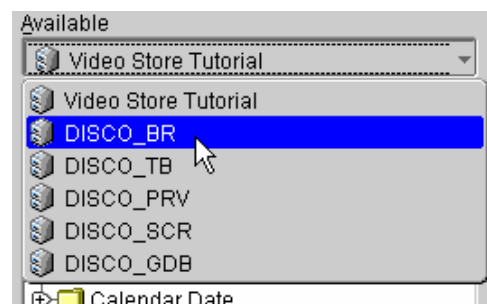 Available
Video Store Tutorial
Video Store Tutorial
DISCO_BR
DISCO_TB
DISCO_PRV
DISCO_SCR
DISCO_GDB
Calendar Date